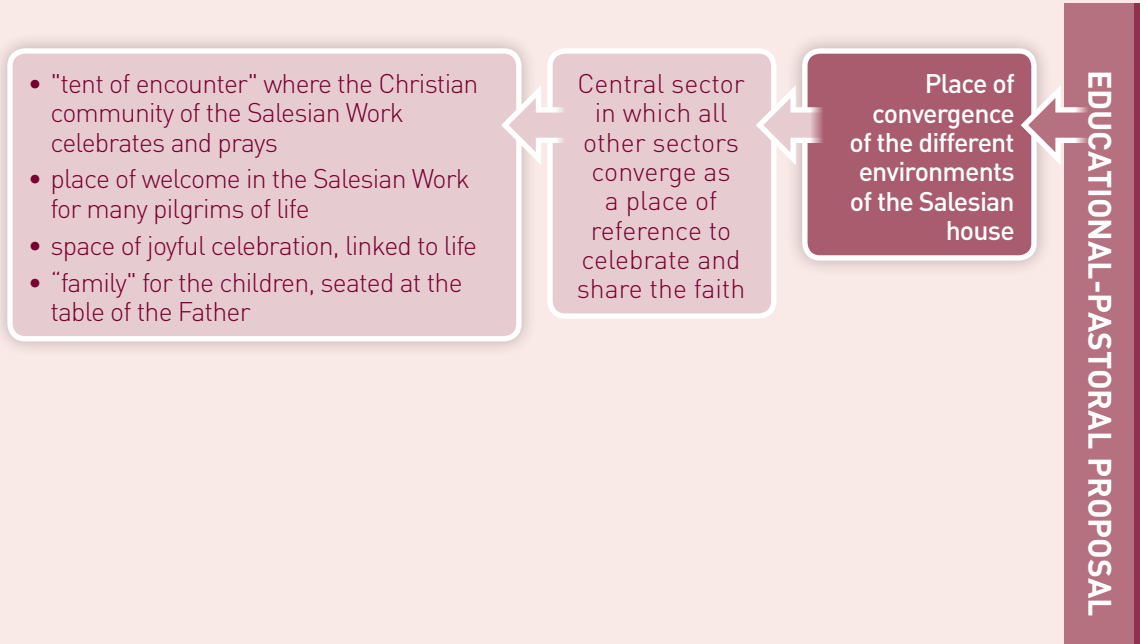 • "tent of encounter" where the Christian
community of the Salesian Work
celebrates and prays
• place of welcome in the Salesian Work
for many pilgrims of life
• space of joyful celebration, linked to life
• “family" for the children, seated at the
table of the Father
Central sector
in which all
other sectors
converge as
a place of
reference to
celebrate and
share the faith
Place of
convergence
of the different
environments
of the Salesian
house
EDUCATIONAL-PASTORAL PROPOSAL